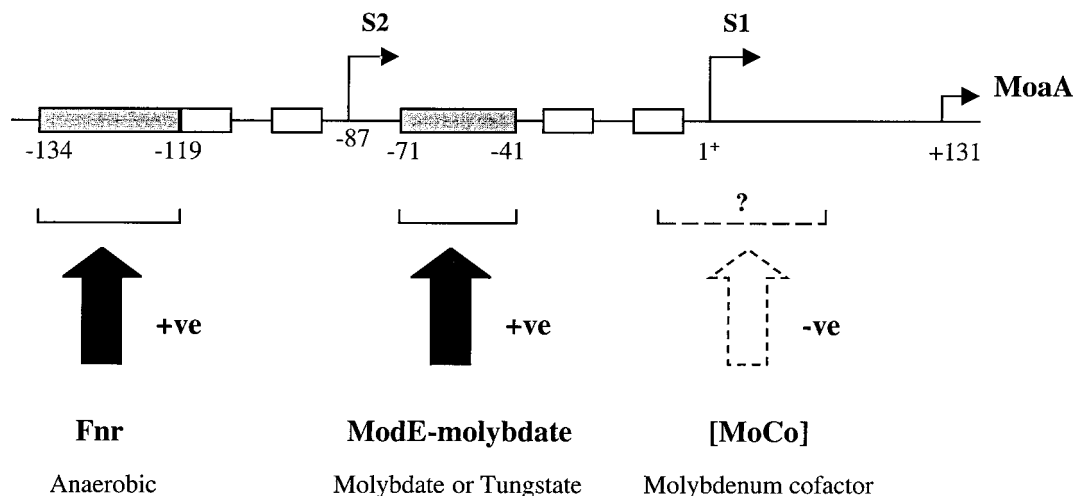 S2
S1
MoaA
-134
-119
-87
-71
-41
1+
+131
?
+ve
+ve
-ve
Fnr
ModE-molybdate
[MoCo]
Anaerobic
Molybdate or Tungstate
Molybdenum cofactor